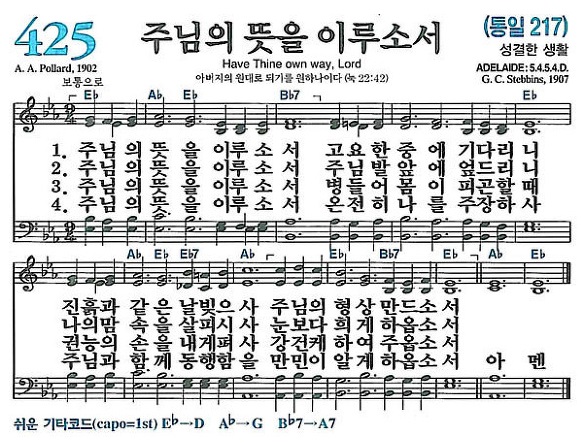 425
주님의 뜻을 이루소서
(통일 217)
Have Thine own way, Lord
성결한 생활
A. A. Pollard, 1902
아버지의 원대로 되기를 원하나이다 (눅 22:42)
ADELAIDE: 5.4.5.4.D.
보통으로
G. C. Stebbins, 1907
E♭ A♭ E♭ B♭7 E♭
1. 주님의 뜻을 이루소서 고요한 중에 기다리니
2. 주님의 뜻을 이루소서 주님발 앞에 엎드리니
3. 주님의 뜻을 이루소서 병들어 몸이 피곤할때
4. 주님의 뜻을 이루소서 온전히 나를 주장하사
A♭ E♭ E♭7 A♭ E♭ B♭7 E♭ A♭ E♭
진흙과 같은 날빚으사 주님의 형상 만드소서
나의맘 속을 살피시사 눈보다 희게 하옵소서
권능의 손을 내게펴사 강건케 하여 주옵소서
주님과 함께 동행함을 만민이 알게 하옵소서 아멘
쉬운 기타코드(capo=1st) E♭→D A♭→G B♭7→A7